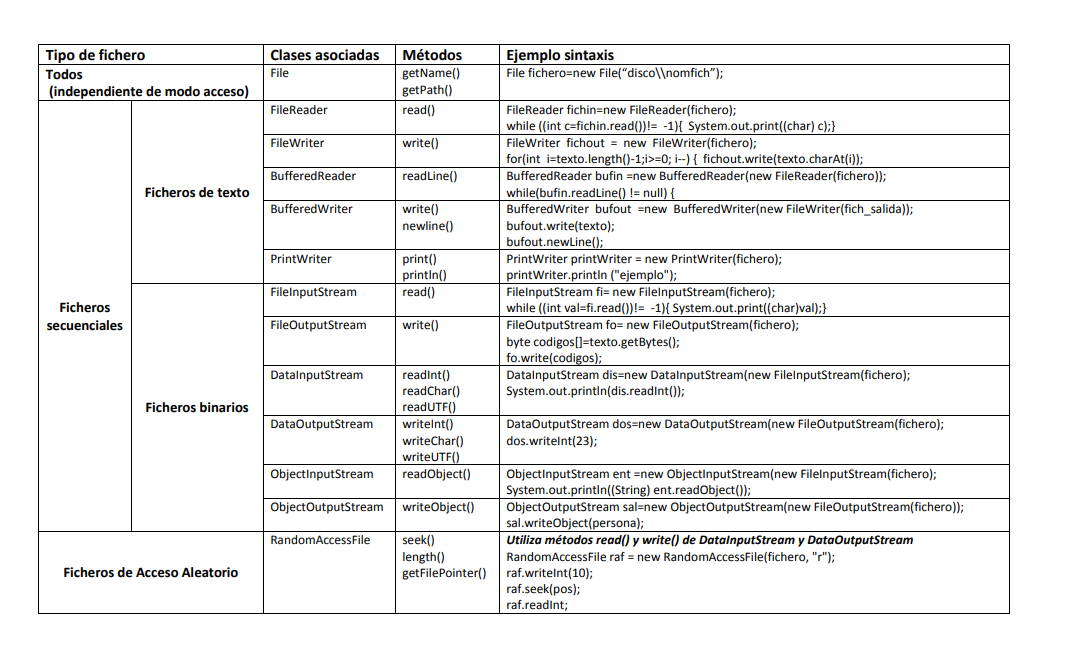 Tipo de fichero Clases asociadas Métodos Ejemplo sintaxis
Todos
(independiente de modo acceso)
File
getName()
getPath()
File fichero=new File(“disco\\nomfich”);
Ficheros
secuenciales
Ficheros de texto
FileReader
read()
FileReader fichin=new FileReader(fichero);
while ((int c=fichin.read())!= -1){ System.out.print((char) c);}
FileWriter
write()
FileWriter fichout = new FileWriter(fichero);
for(int i=texto.length()-1;i>=0; i--) { fichout.write(texto.charAt(i));
BufferedReader
readLine()
BufferedReader bufin =new BufferedReader(new FileReader(fichero));
while(bufin.readLine() != null) {
BufferedWriter
write()
newline()
BufferedWriter bufout =new BufferedWriter(new FileWriter(fich_salida));
bufout.write(texto);
bufout.newLine();
PrintWriter
print()
println()
PrintWriter printWriter = new PrintWriter(fichero);
printWriter.println ("ejemplo");
Ficheros binarios
FileInputStream
read()
FileInputStream fi= new FileInputStream(fichero);
while ((int val=fi.read())!= -1){ System.out.print((char)val);}
FileOutputStream
write()
FileOutputStream fo= new FileOutputStream(fichero);
byte codigos[]=texto.getBytes();
fo.write(codigos);
DataInputStream
readInt()
readChar()
readUTF()
DataInputStream dis=new DataInputStream(new FileInputStream(fichero);
System.out.println(dis.readInt());
DataOutputStream
writeInt()
writeChar()
writeUTF()
DataOutputStream dos=new DataOutputStream(new FileOutputStream(fichero);
dos.writeInt(23);
ObjectInputStream
readObject()
ObjectInputStream ent =new ObjectInputStream(new FileInputStream(fichero);
System.out.println((String) ent.readObject());
ObjectOutputStream
writeObject()
ObjectOutputStream sal=new ObjectOutputStream(new FileOutputStream(fichero));
sal.writeObject(persona);
Ficheros de Acceso Aleatorio
RandomAccessFile
seek()
length()
getFilePointer()
Utiliza métodos read() y write() de DataInputStream y DataOutputStream
RandomAccessFile raf = new RandomAccessFile(fichero, "r");
raf.writeInt(10);
raf.seek(pos);
raf.readInt;